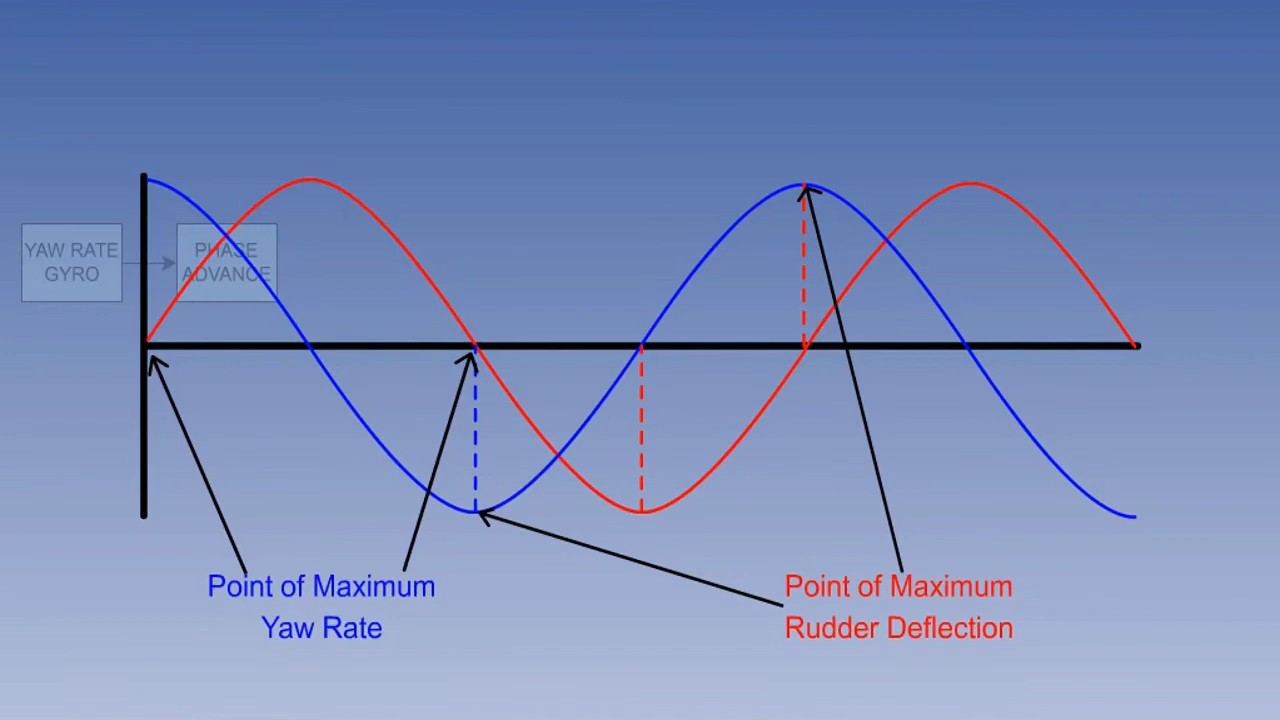 YAW RATE
GYRO
PHASE
ADVANCE
Point of Maximum
Yaw Rate
Point of Maximum
Rudder Deflection